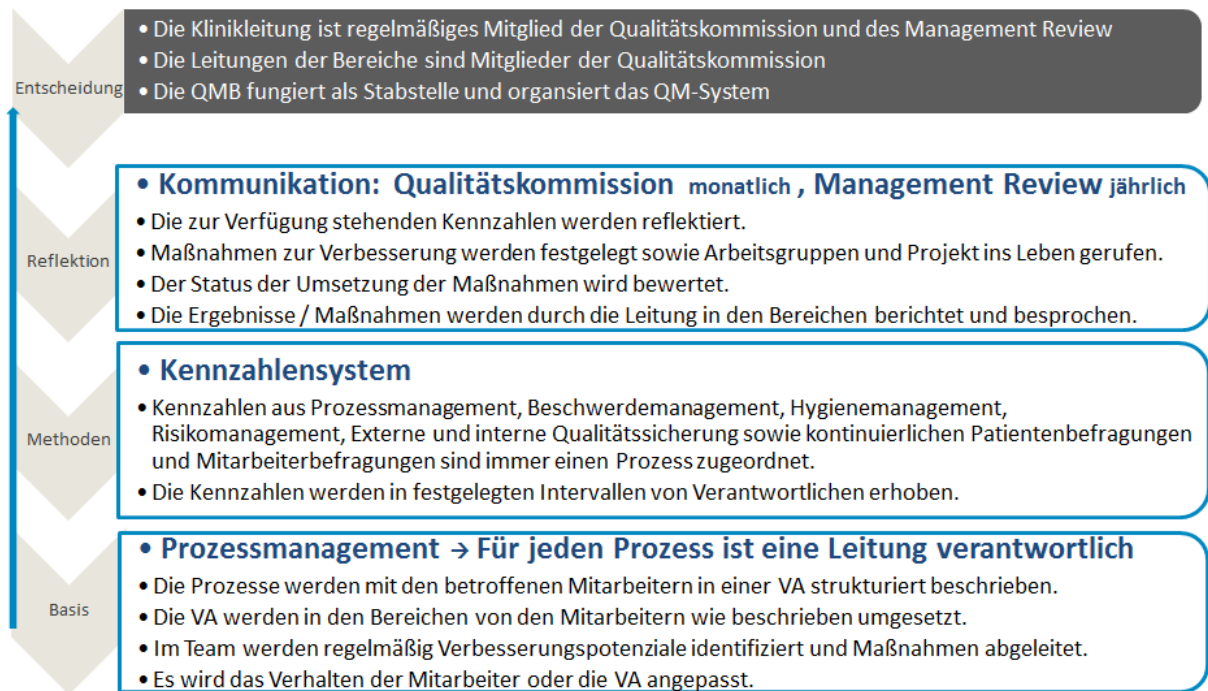 • Die Klinikleitung ist regelmäßiges Mitglied der Qualitätskommission und des Management Review
• Die Leitungen der Bereiche sind Mitglieder der Qualitätskommission
Entscheidung
• Die QMB fungiert als Stabstelle und organsiert das QM-System
• Kommunikation: Qualitätskommission monatlich , Management Review jährlich
• Die zur Verfügung stehenden Kennzahlen werden reflektiert.
• Maßnahmen zur Verbesserung werden festgelegt sowie Arbeitsgruppen und Projekt ins Leben gerufen.
Reflektion
• Der Status der Umsetzung der Maßnahmen wird bewertet.
• Die Ergebnisse / Maßnahmen werden durch die Leitung in den Bereichen berichtet und besprochen.
• Kennzahlensystem
• Kennzahlen aus Prozessmanagement, Beschwerdemanagement, Hygienemanagement,
Risikomanagement, Externe und interne Qualitätssicherung sowie kontinuierlichen Patientenbefragungen
Methoden
und Mitarbeiterbefragungen sind immer einen Prozess zugeordnet.
• Die Kennzahlen werden in festgelegten Intervallen von Verantwortlichen erhoben.
• Prozessmanagement → Für jeden Prozess ist eine Leitung verantwortlich
• Die Prozesse werden mit den betroffenen Mitarbeitern in einer VA strukturiert beschrieben.
Basis
• Die VA werden in den Bereichen von den Mitarbeitern wie beschrieben umgesetzt.
• Im Team werden regelmäßig Verbesserungspotenziale identifiziert und Maßnahmen abgeleitet.
• Es wird das Verhalten der Mitarbeiter oder die VA angepasst.